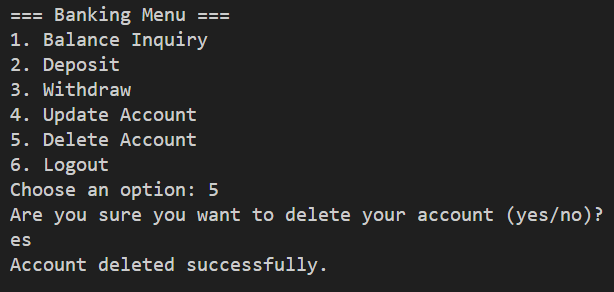 === Banking Menu ===
1. Balance Inquiry
2. Deposit
3. Withdraw
4. Update Account
5. Delete Account
6. Logout
Choose an option: 5
Are you sure you want to delete your account (yes/no)?
es
Account deleted successfully.